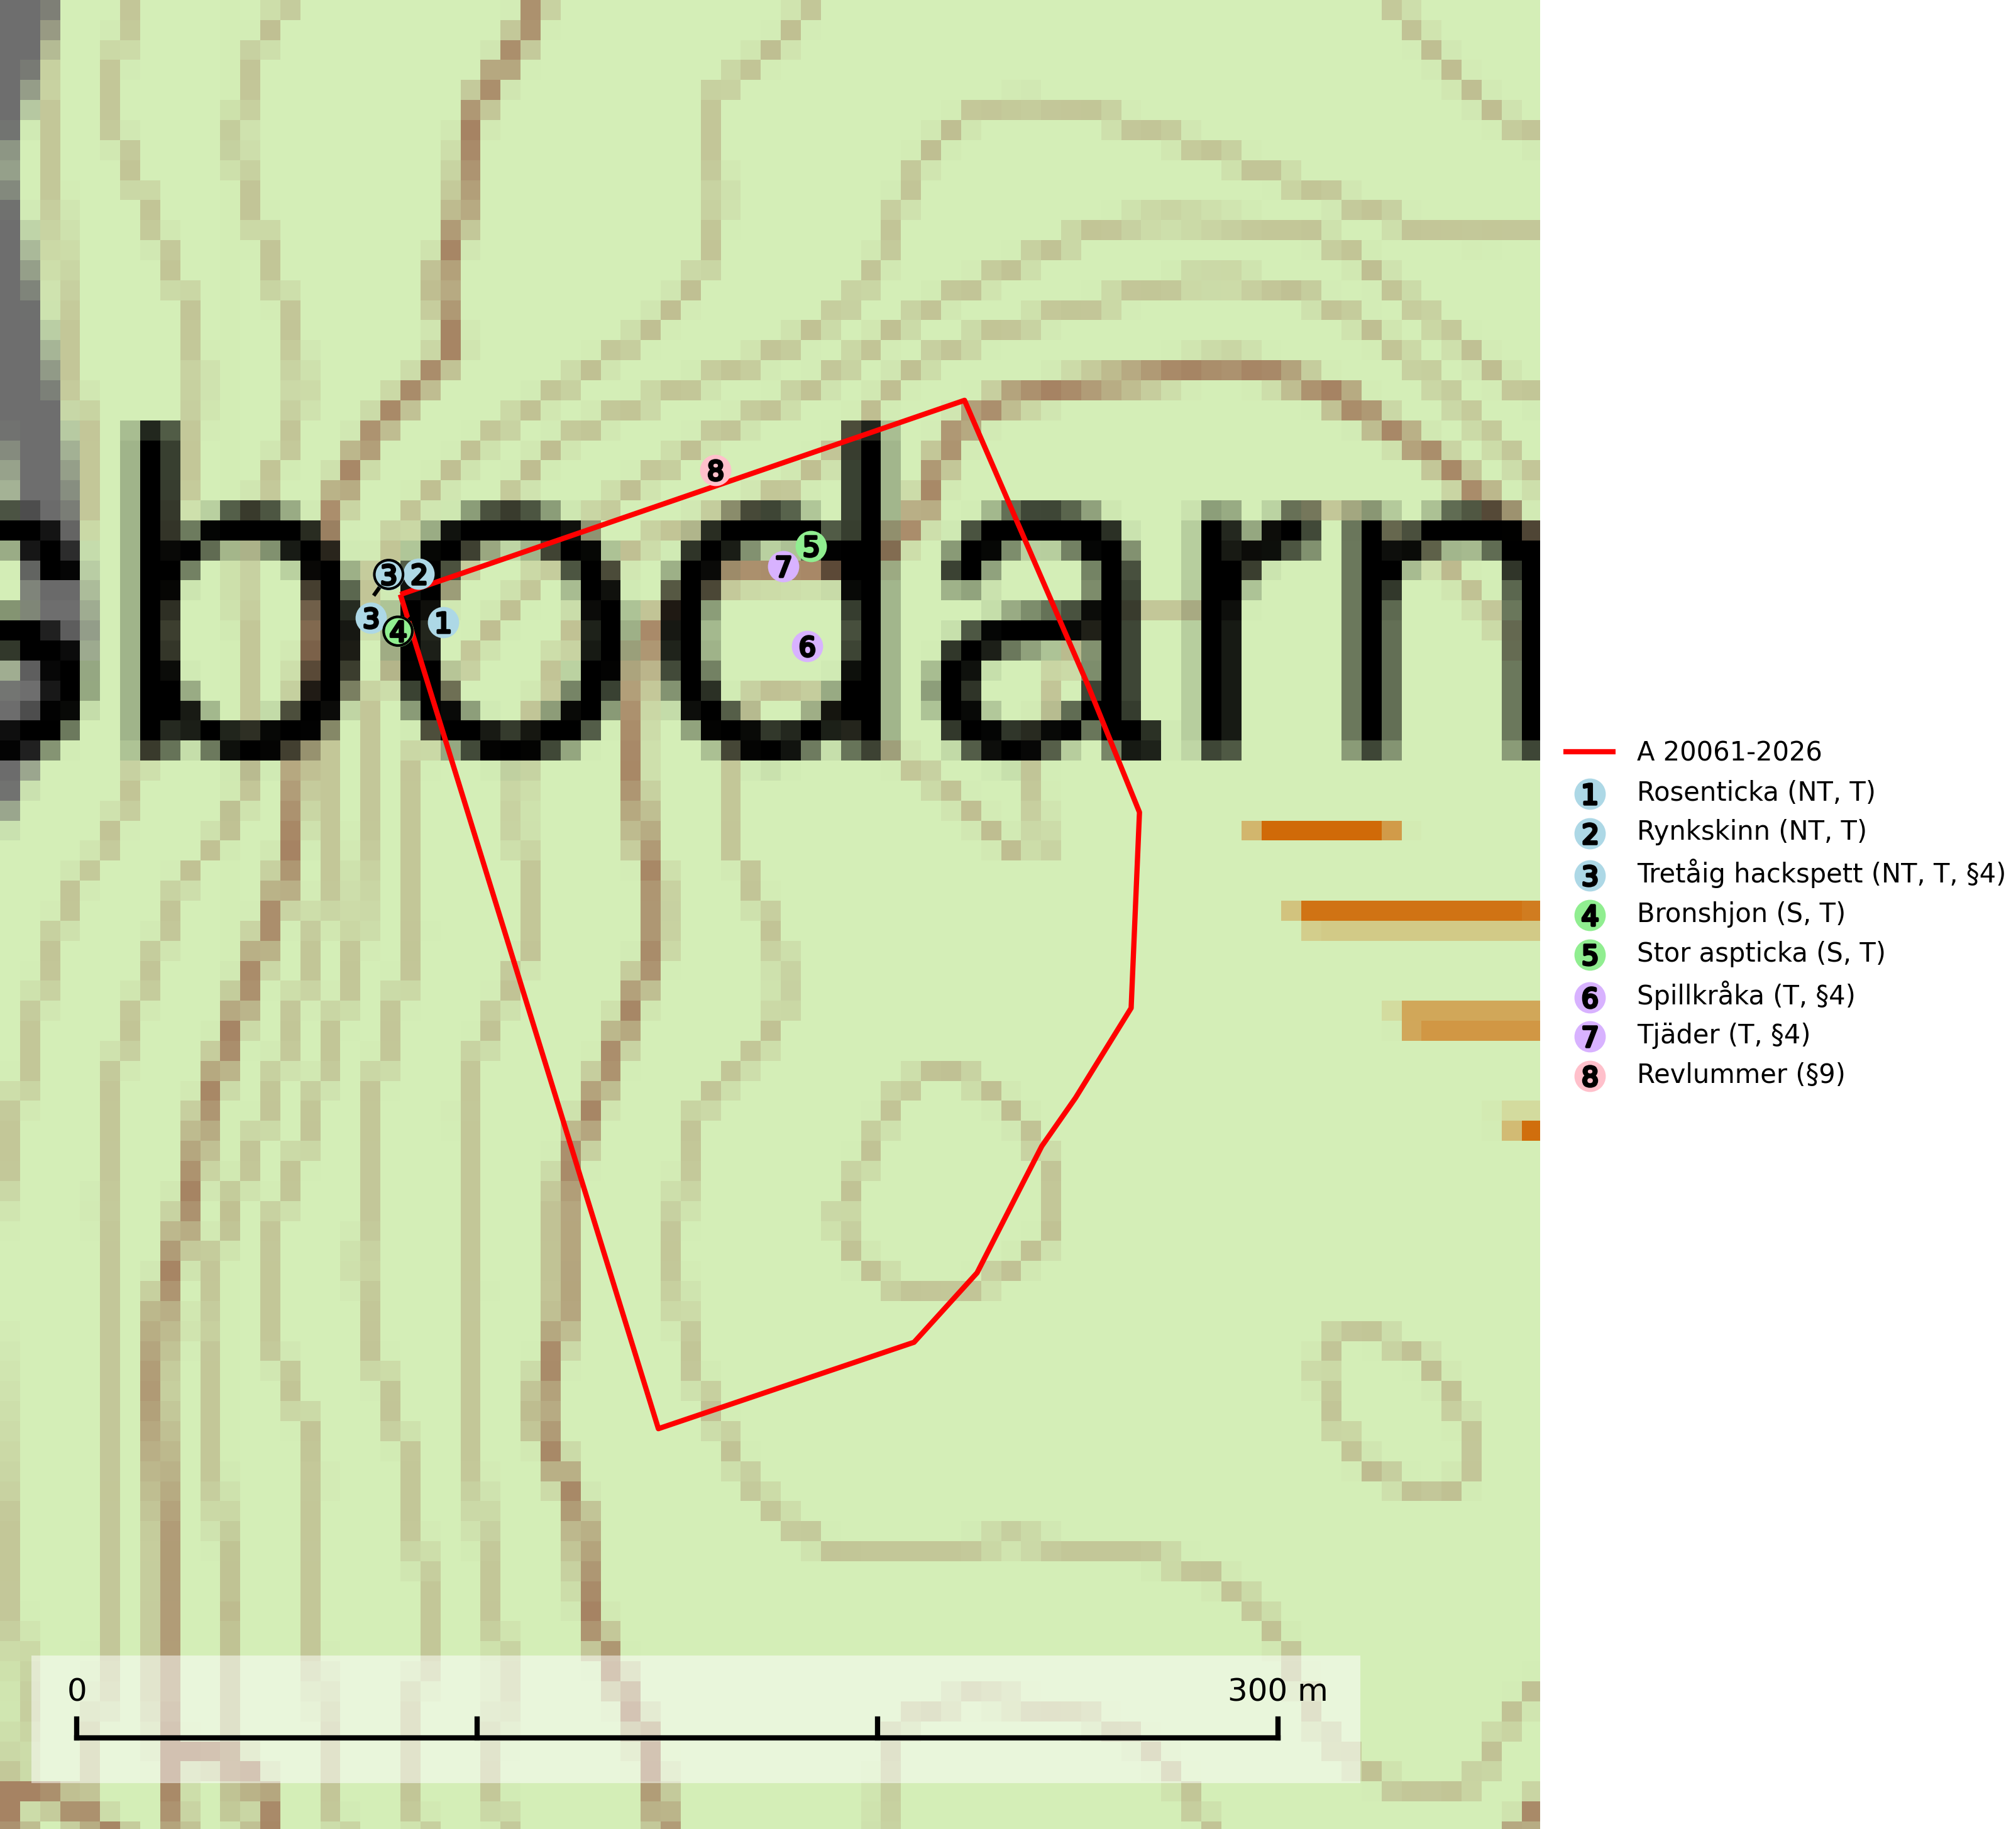 bodarn
8
3 2
5
7
3 4 1
6
A 20061-2026
1 Rosenticka (NT, T)
2 Rynkskinn (NT, T)
3 Tretåig hackspett (NT, T, §4)
4 Bronshjon (S, T)
5 Stor aspticka (S, T)
6 Spillkråka (T, §4)
7 Tjäder (T, §4)
8 Revlummer (§9)
0 300 m